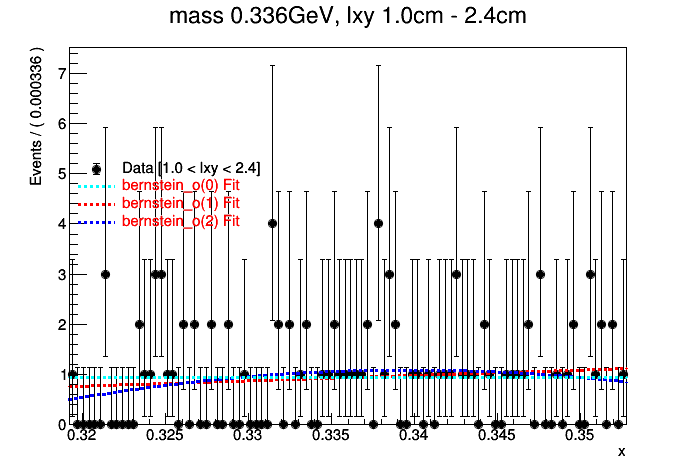 mass 0.336GeV, lxy 1.0cm - 2.4cm
Events / ( 0.000336 )
7
6
5
4
3
2
1
0
Data [1.0 < lxy < 2.4]
bernstein_o(0) Fit
bernstein_o(1) Fit
bernstein_o(2) Fit
0.32 0.325 0.33 0.335 0.34 0.345 0.35
x